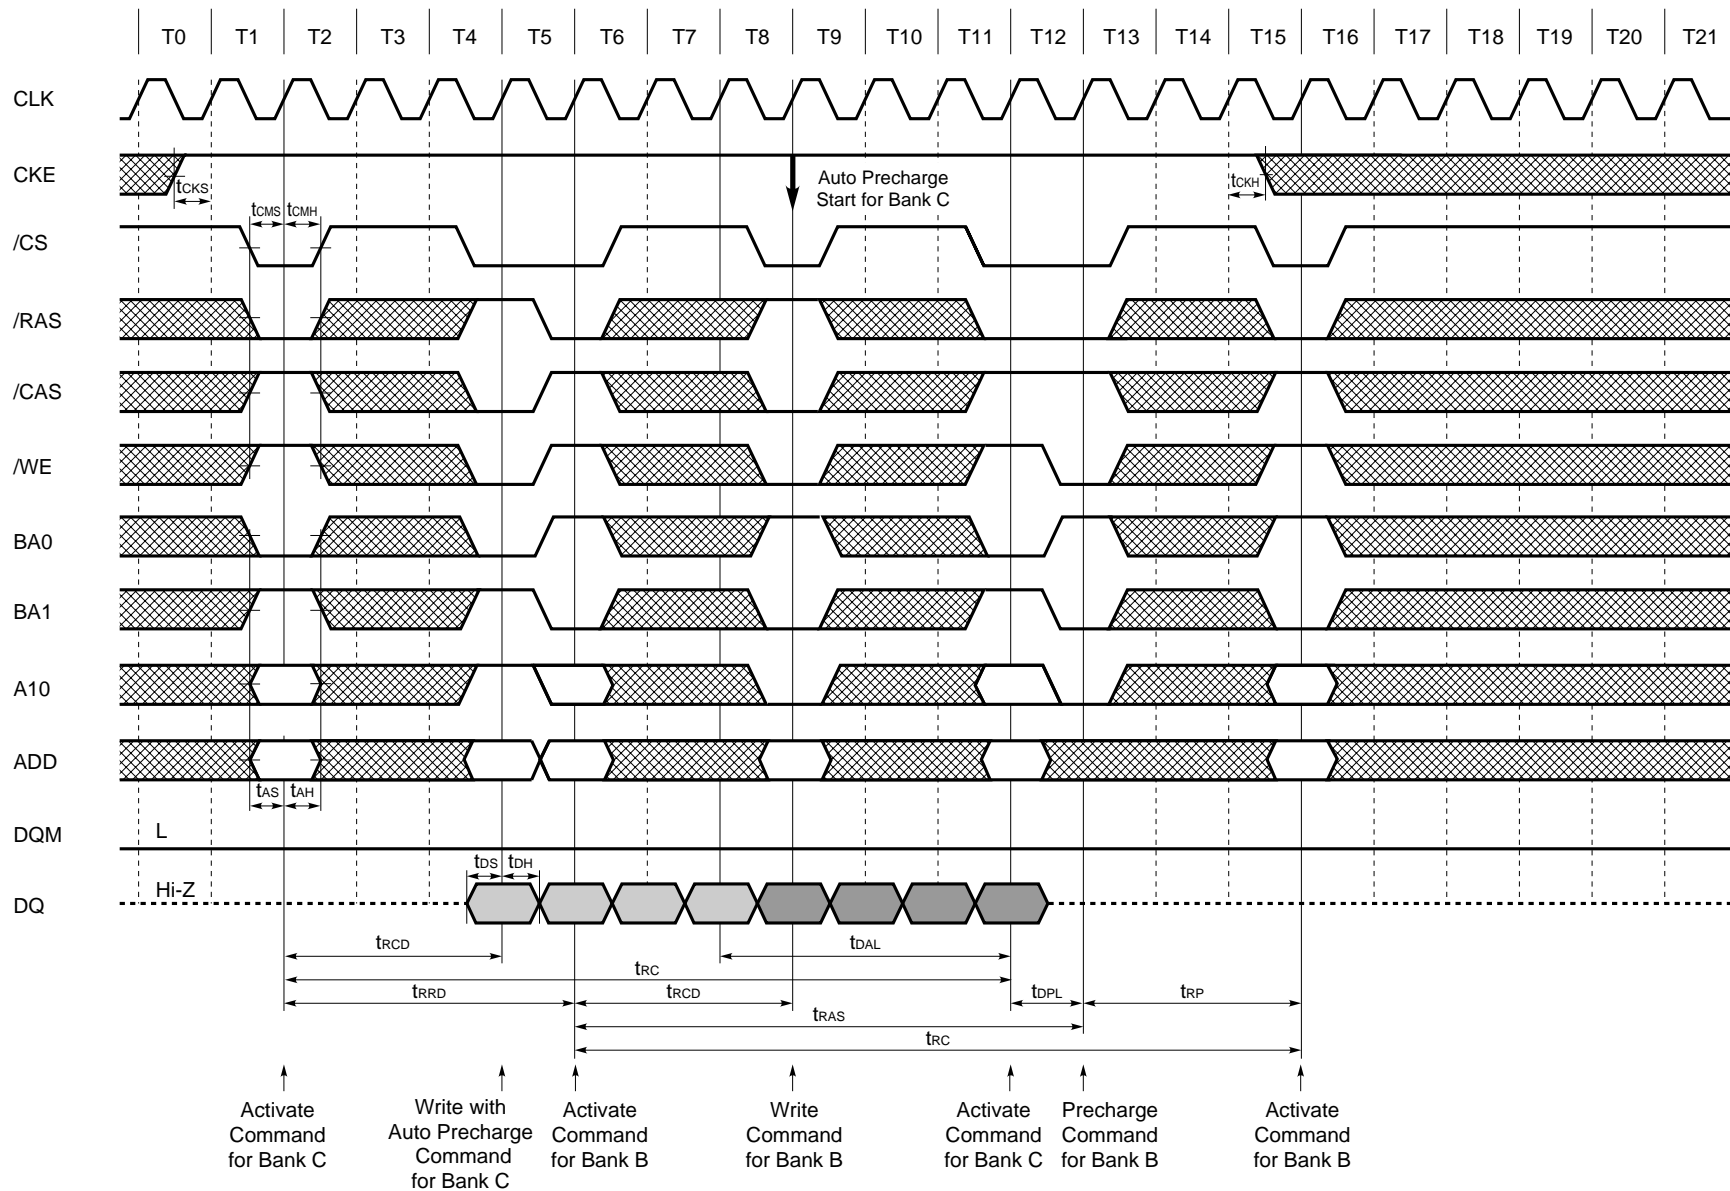 T0 T1 T2 T3 T4 T5 T6 T7 T8 T9 T10 T11 T12 T13 T14 T15 T16 T17 T18 T19 T20 T21
CLK
CKE
tCKS
Auto Precharge
Start for Bank C
tCKH
tCMS tCMH
/CS
/RAS
/CAS
/WE
BA0
BA1
A10
ADD
tAS tAH
DQM L
tDS tDH
DQ Hi-Z
tRCD tDAL
tRC
tRRD tRCD tDPL tRP
tRAS
tRC
Activate
Command
for Bank C
Write with
Auto Precharge
Command
for Bank C
Activate
Command
for Bank B
Write
Command
for Bank B
Activate
Command
for Bank C
Precharge
Command
for Bank B
Activate
Command
for Bank B